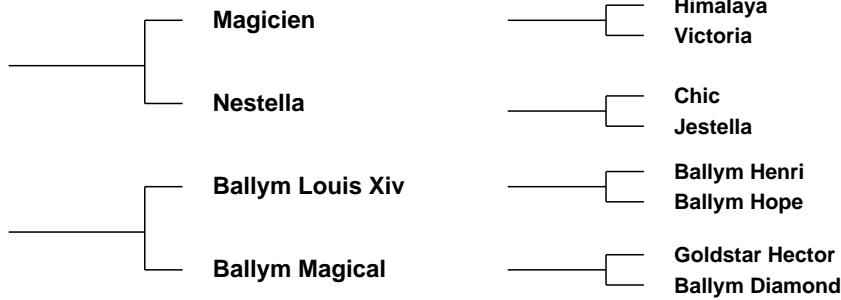 Himalaya
Magicien
Victoria
Chic
Nestella
Jestella
Ballym Henri
Ballym Louis Xiv
Ballym Hope
Goldstar Hector
Ballym Magical
Ballym Diamond